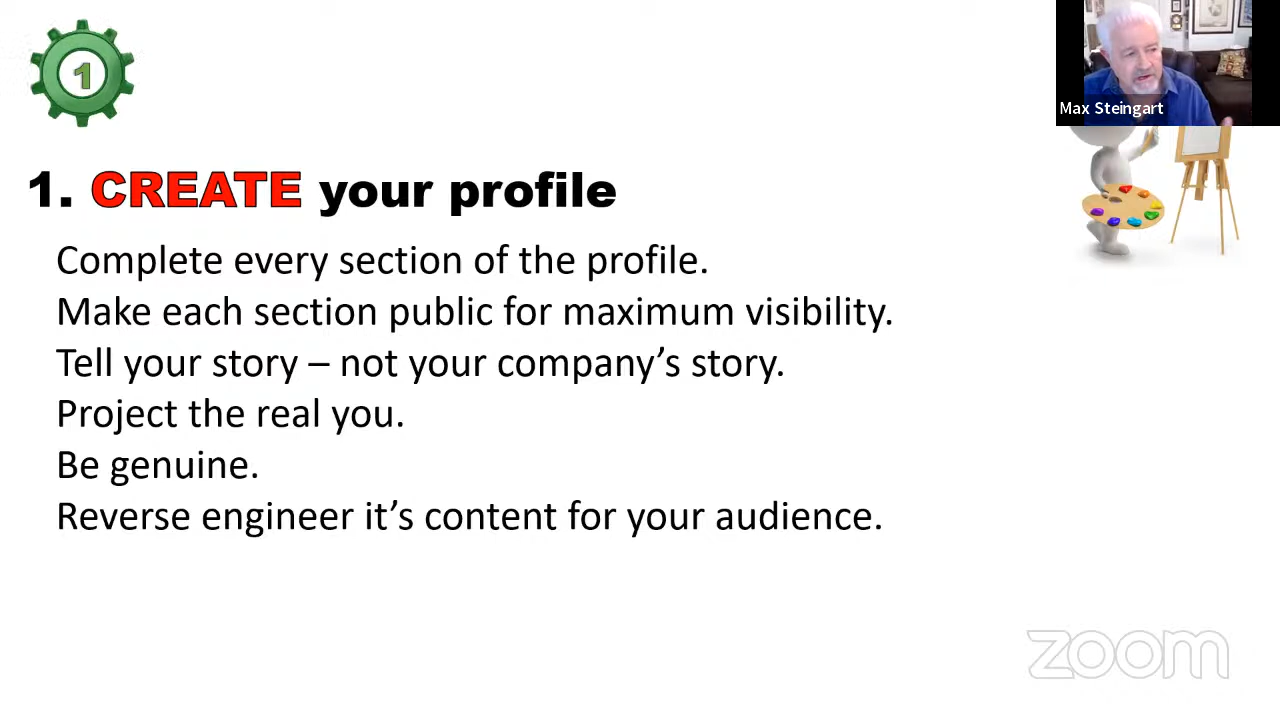 1
Max Steingart
1. CREATE your profile
Complete every section of the profile.
Make each section public for maximum visibility.
Tell your story – not your company’s story.
Project the real you.
Be genuine.
Reverse engineer it’s content for your audience.
zoom